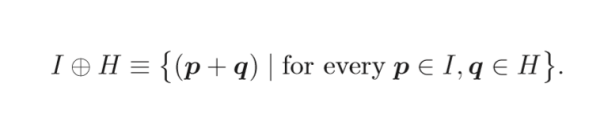 I ⊕ H ≡ {(p + q) | for every p ∈ I, q ∈ H}.